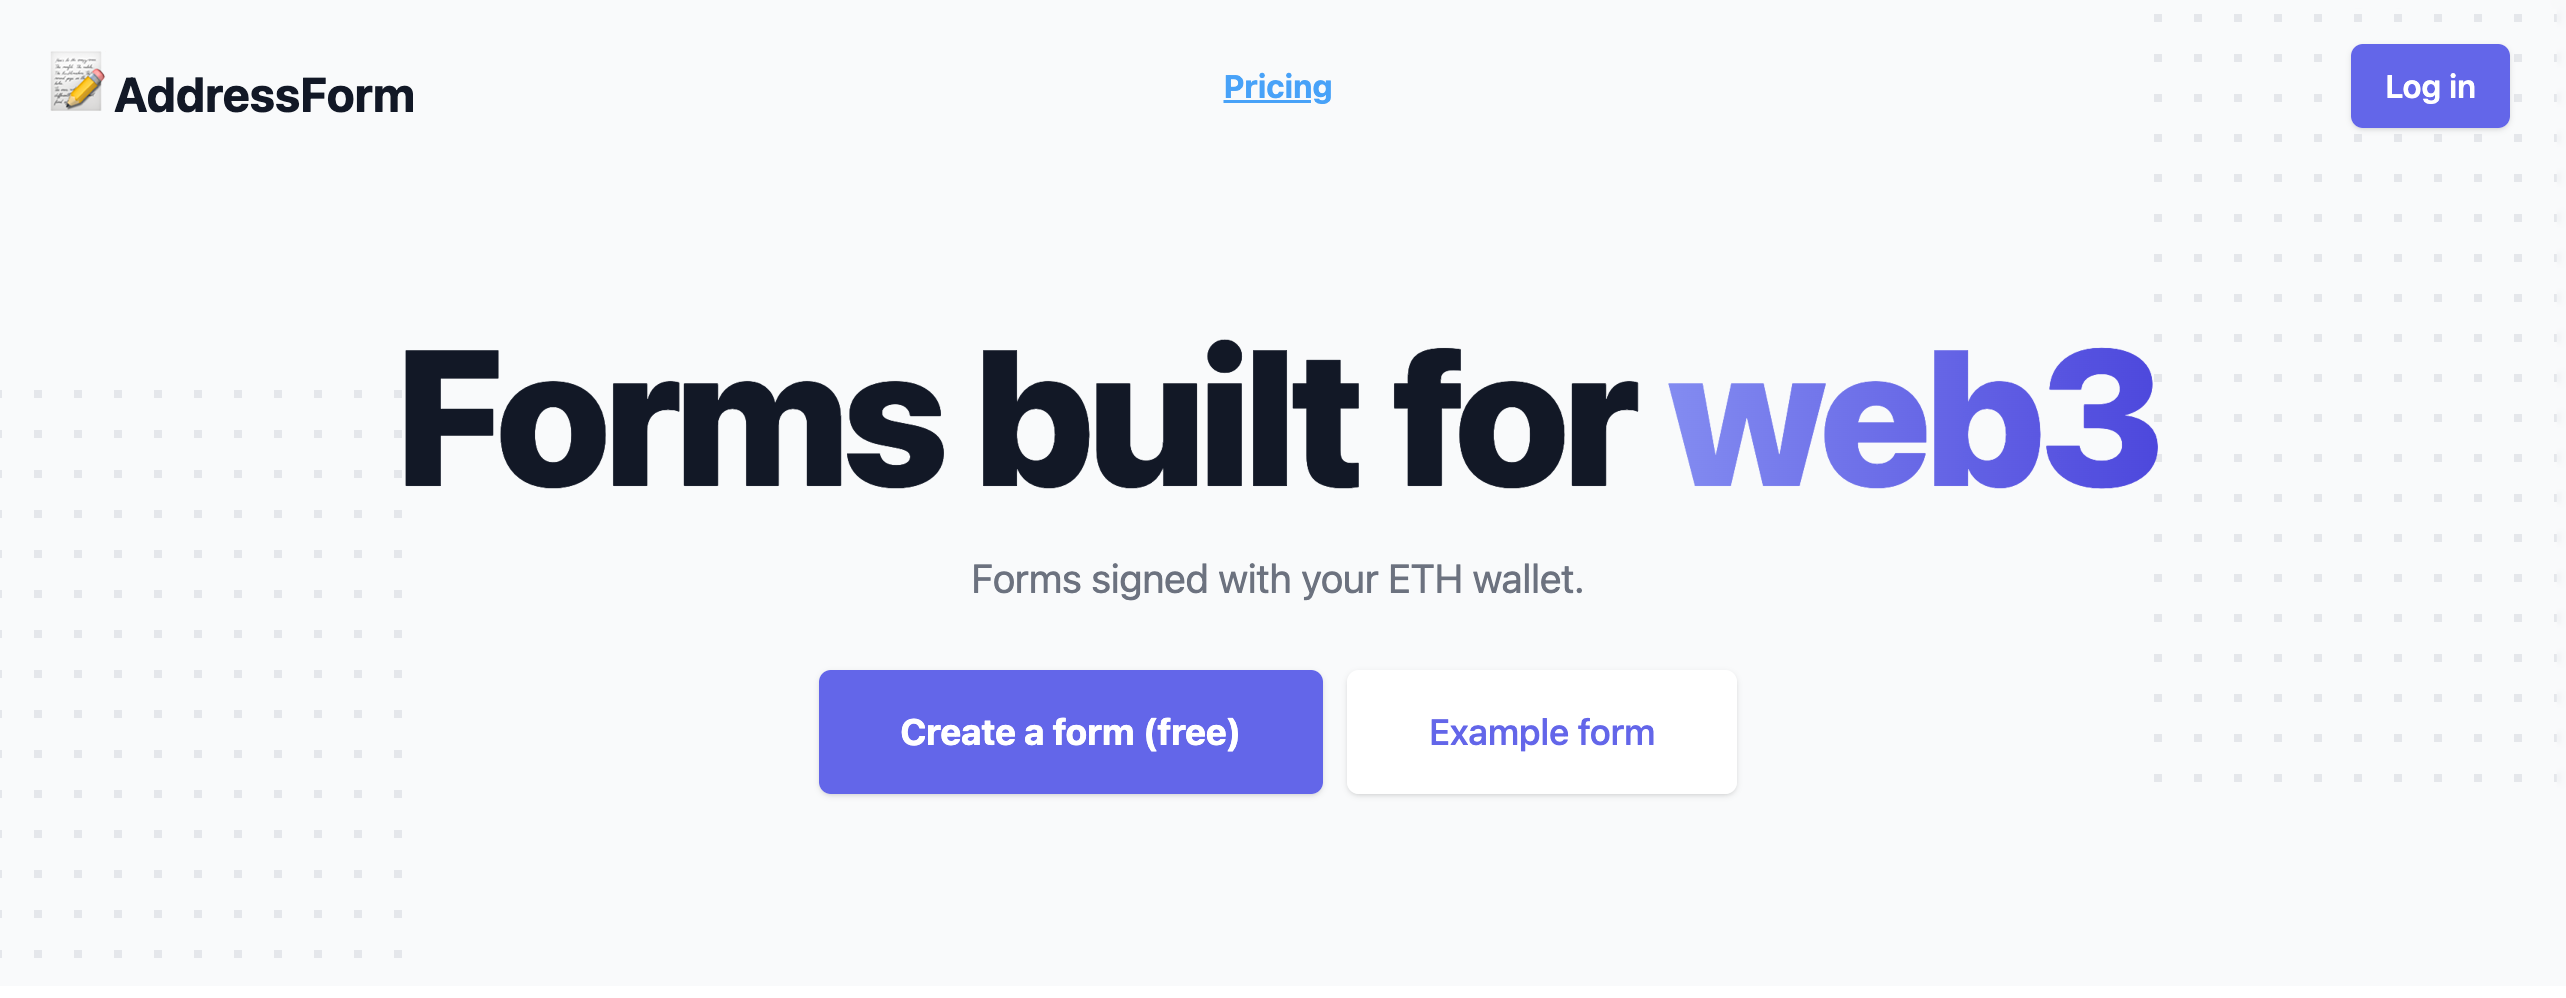 AddressForm
Pricing
Log in
Forms built for web3
Forms signed with your ETH wallet.
Create a form (free)
Example form